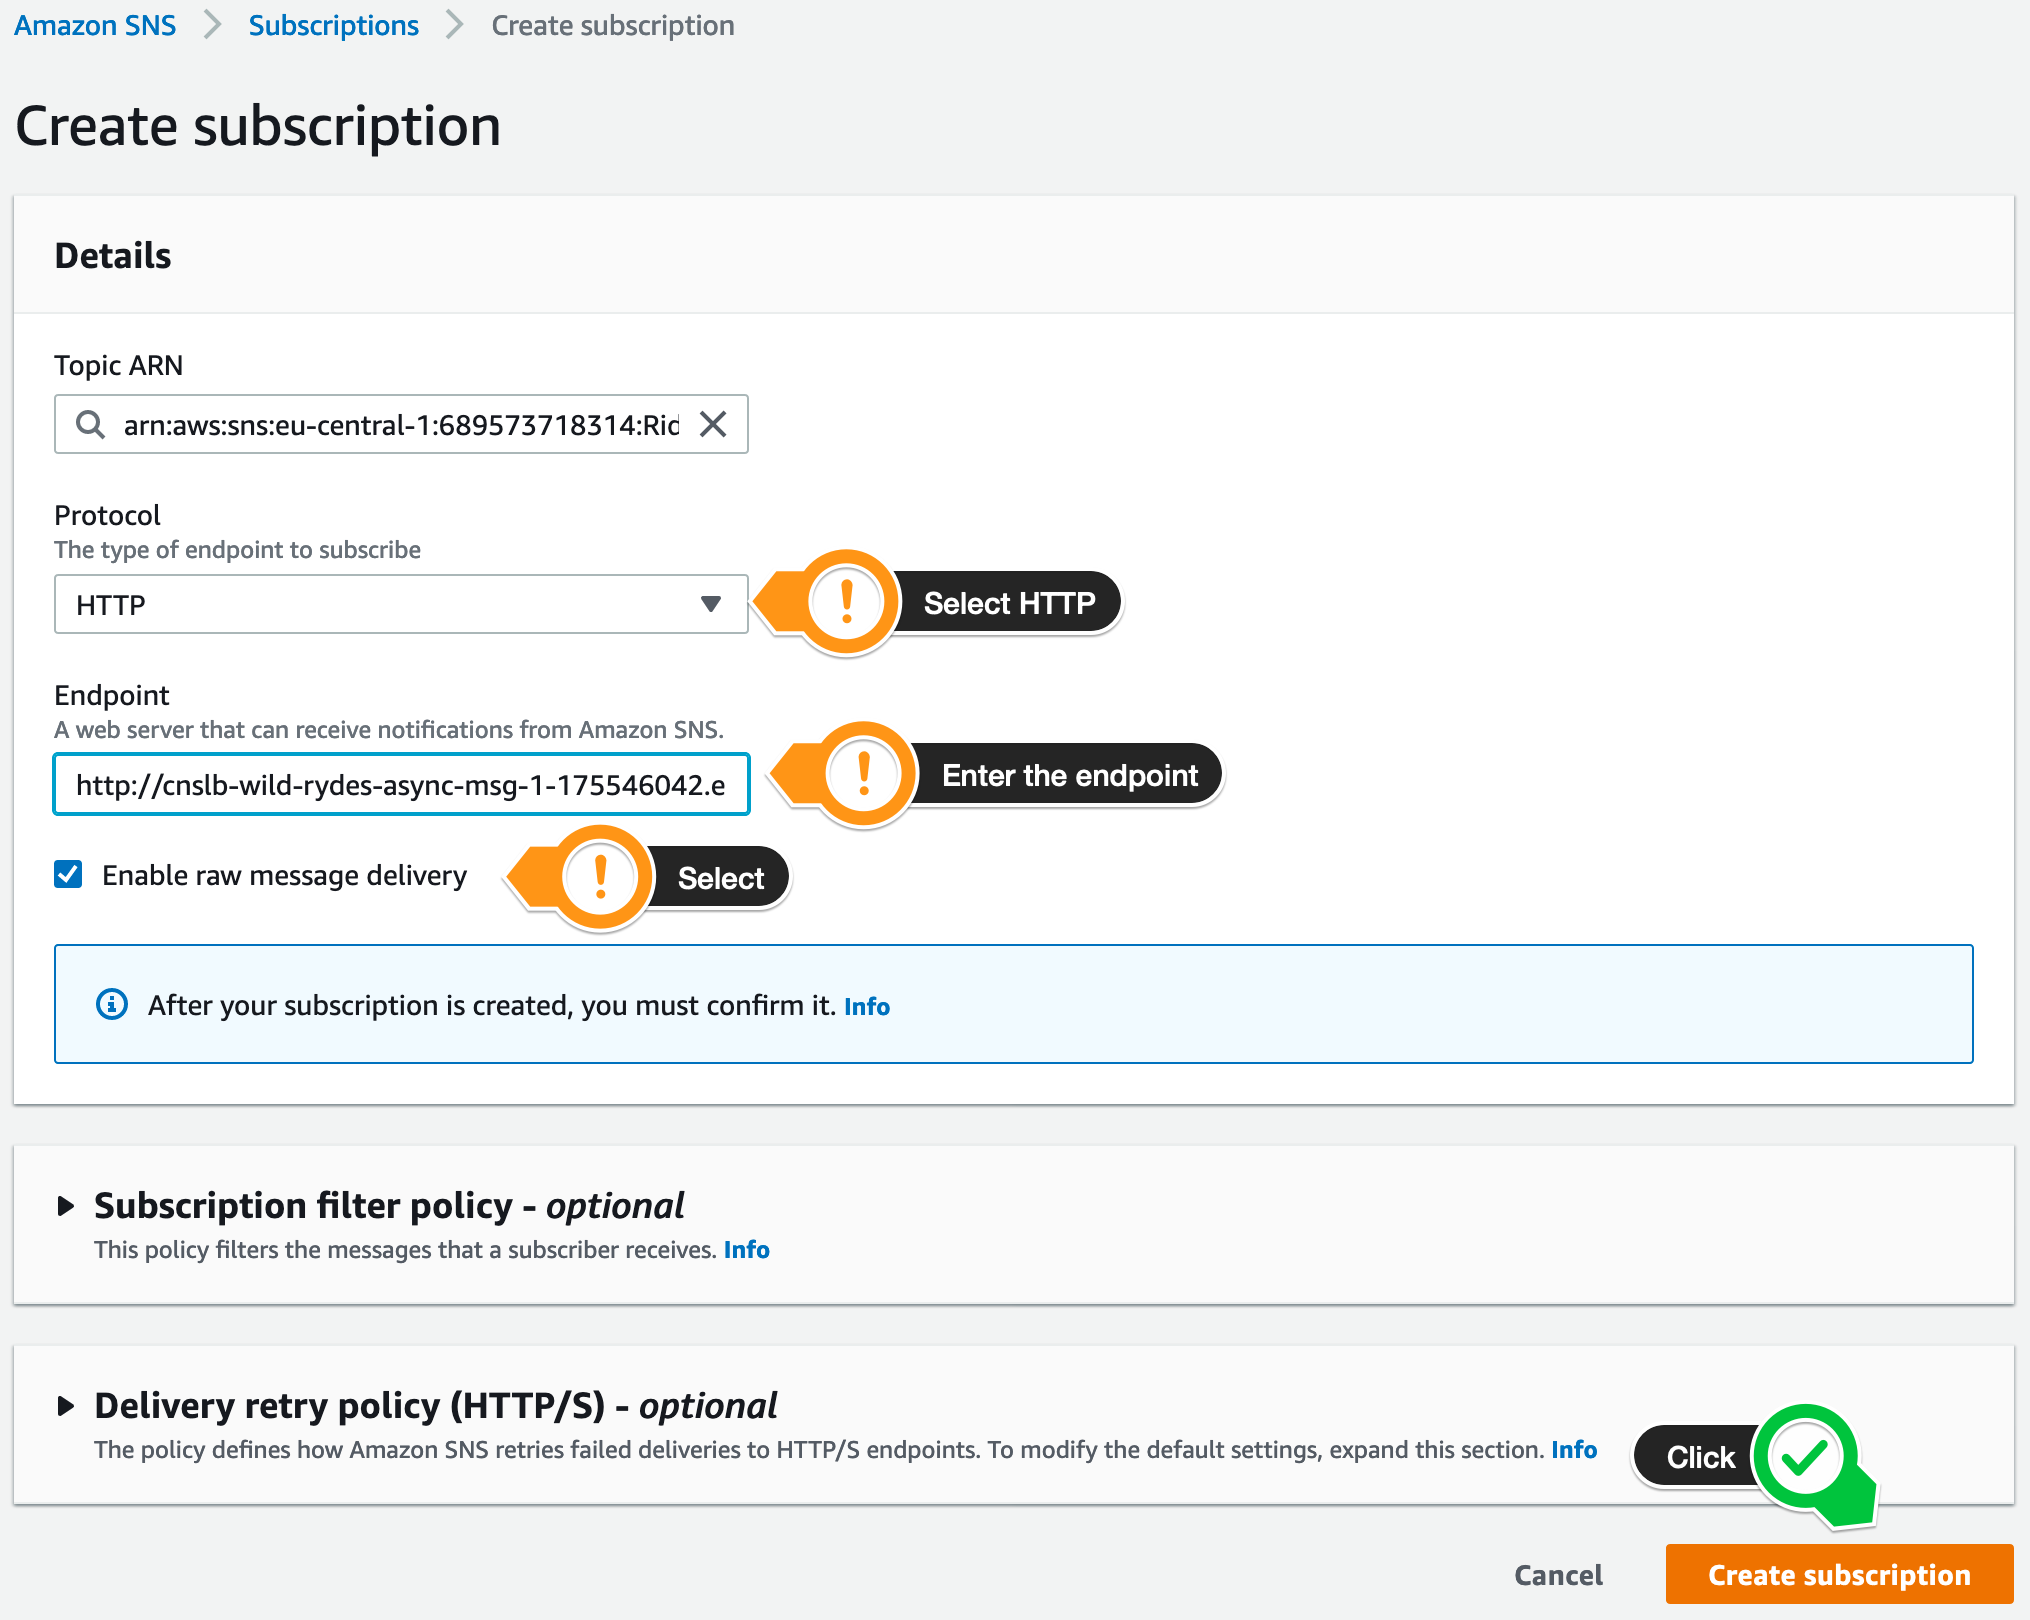 Amazon SNS > Subscriptions > Create subscription
Create subscription
Details
Topic ARN
arn:aws:sns:eu-central-1:689573718314:Rid
Protocol
The type of endpoint to subscribe
HTTP
Select HTTP
Endpoint
A web server that can receive notifications from Amazon SNS.
http://cnslb-wild-rydes-async-msg-1-175546042.e
Enter the endpoint
Enable raw message delivery
Select
After your subscription is created, you must confirm it. Info
Subscription filter policy - optional
This policy filters the messages that a subscriber receives. Info
Delivery retry policy (HTTP/S) - optional
The policy defines how Amazon SNS retries failed deliveries to HTTP/S endpoints. To modify the default settings, expand this section. Info
Click
Cancel
Create subscription